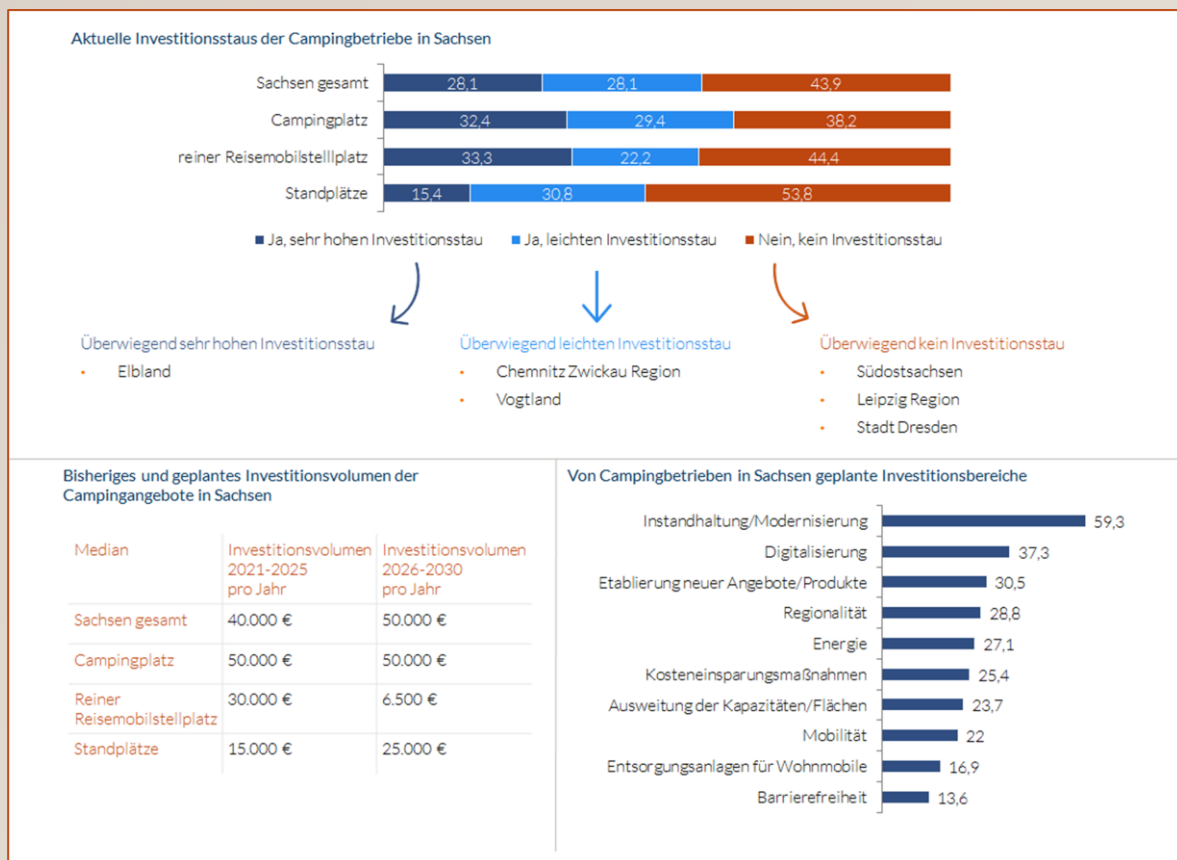 Aktuelle Investitionsstaus der Campingbetriebe in Sachsen
Sachsen gesamt 28,1 28,1 43,9
Campingplatz 32,4 29,4 38,2
reiner Reisemobilstelllplatz 33,3 22,2 44,4
Standplätze 15,4 30,8 53,8
Ja, sehr hohen Investitionsstau Ja, leichten Investitionsstau Nein, kein Investitionsstau
Überwiegend sehr hohen Investitionsstau
• Elbland
Überwiegend leichten Investitionsstau
• Chemnitz Zwickau Region
• Vogtland
Überwiegend kein Investitionsstau
• Südostsachsen
• Leipzig Region
• Stadt Dresden
Bisheriges und geplantes Investitionsvolumen der
Campingangebote in Sachsen
Median
Investitionsvolumen
2021-2025
pro Jahr
Investitionsvolumen
2026-2030
pro Jahr
Sachsen gesamt 40.000 € 50.000 €
Campingplatz 50.000 € 50.000 €
Reiner
Reisemobilstellplatz
30.000 € 6.500 €
Standplätze 15.000 € 25.000 €
Von Campingbetrieben in Sachsen geplante Investitionsbereiche
Instandhaltung/Modernisierung 59,3
Digitalisierung 37,3
Etablierung neuer Angebote/Produkte 30,5
Regionalität 28,8
Energie 27,1
Kosteneinsparungsmaßnahmen 25,4
Ausweitung der Kapazitäten/Flächen 23,7
Mobilität 22
Entsorgungsanlagen für Wohnmobile 16,9
Barrierefreiheit 13,6